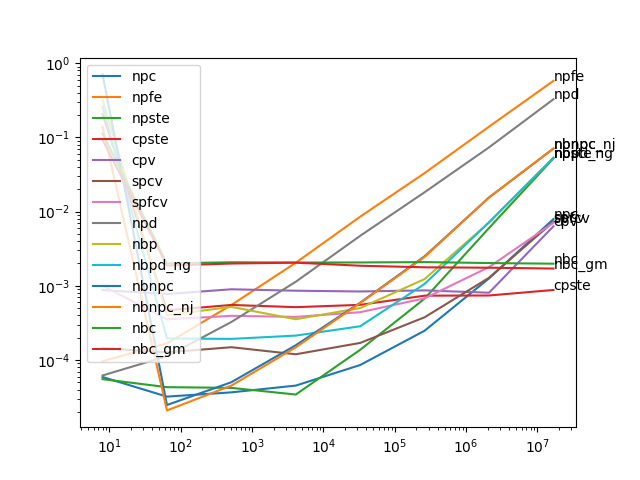 10⁰
10⁻¹
10⁻²
10⁻³
10⁻⁴
10¹
10²
10³
10⁴
10⁵
10⁶
10⁷
npc
npfe
npste
cpste
cpv
spcv
spfcv
npd
nbp
nbpd_ng
nbnpc
nbnpc_nj
nbc
nbc_gm
npfe
npd
nbnpc_nj
cpv
nbc
nbc_gm
cpste